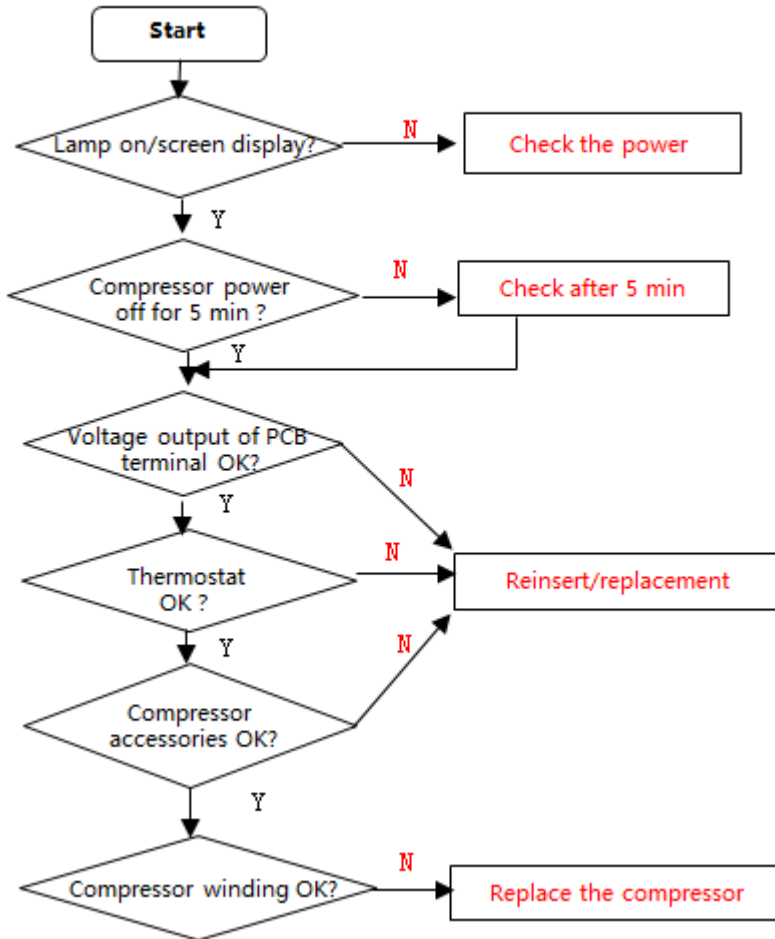 Start
Lamp on/screen display?
N
Check the power
Y
Compressor power
off for 5 min ?
N
Check after 5 min
Y
Voltage output of PCB
terminal OK?
N
Y
Thermostat
OK ?
N
Reinsert/replacement
Y
N
Compressor
accessories OK?
Y
Compressor winding OK?
N
Replace the compressor